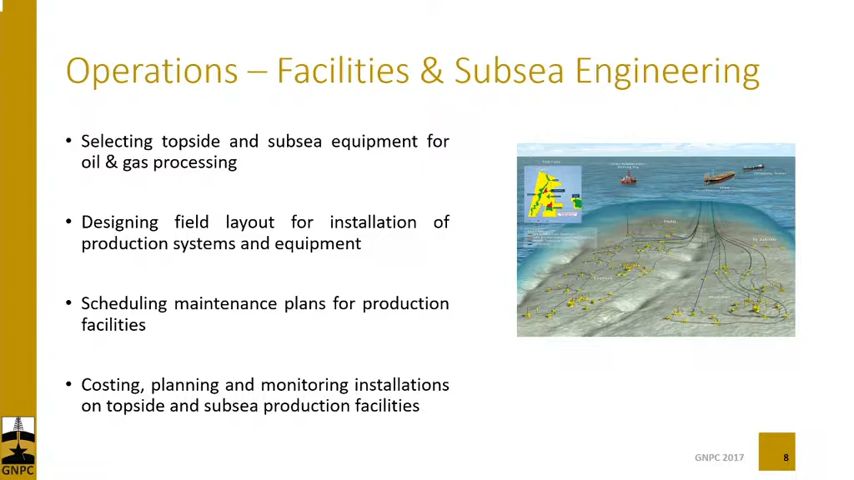 Operations – Facilities & Subsea Engineering
• Selecting topside and subsea equipment for
oil & gas processing
• Designing field layout for installation of
production systems and equipment
• Scheduling maintenance plans for production
facilities
• Costing, planning and monitoring installations
on topside and subsea production facilities
GNPC
GNPC 2017
8